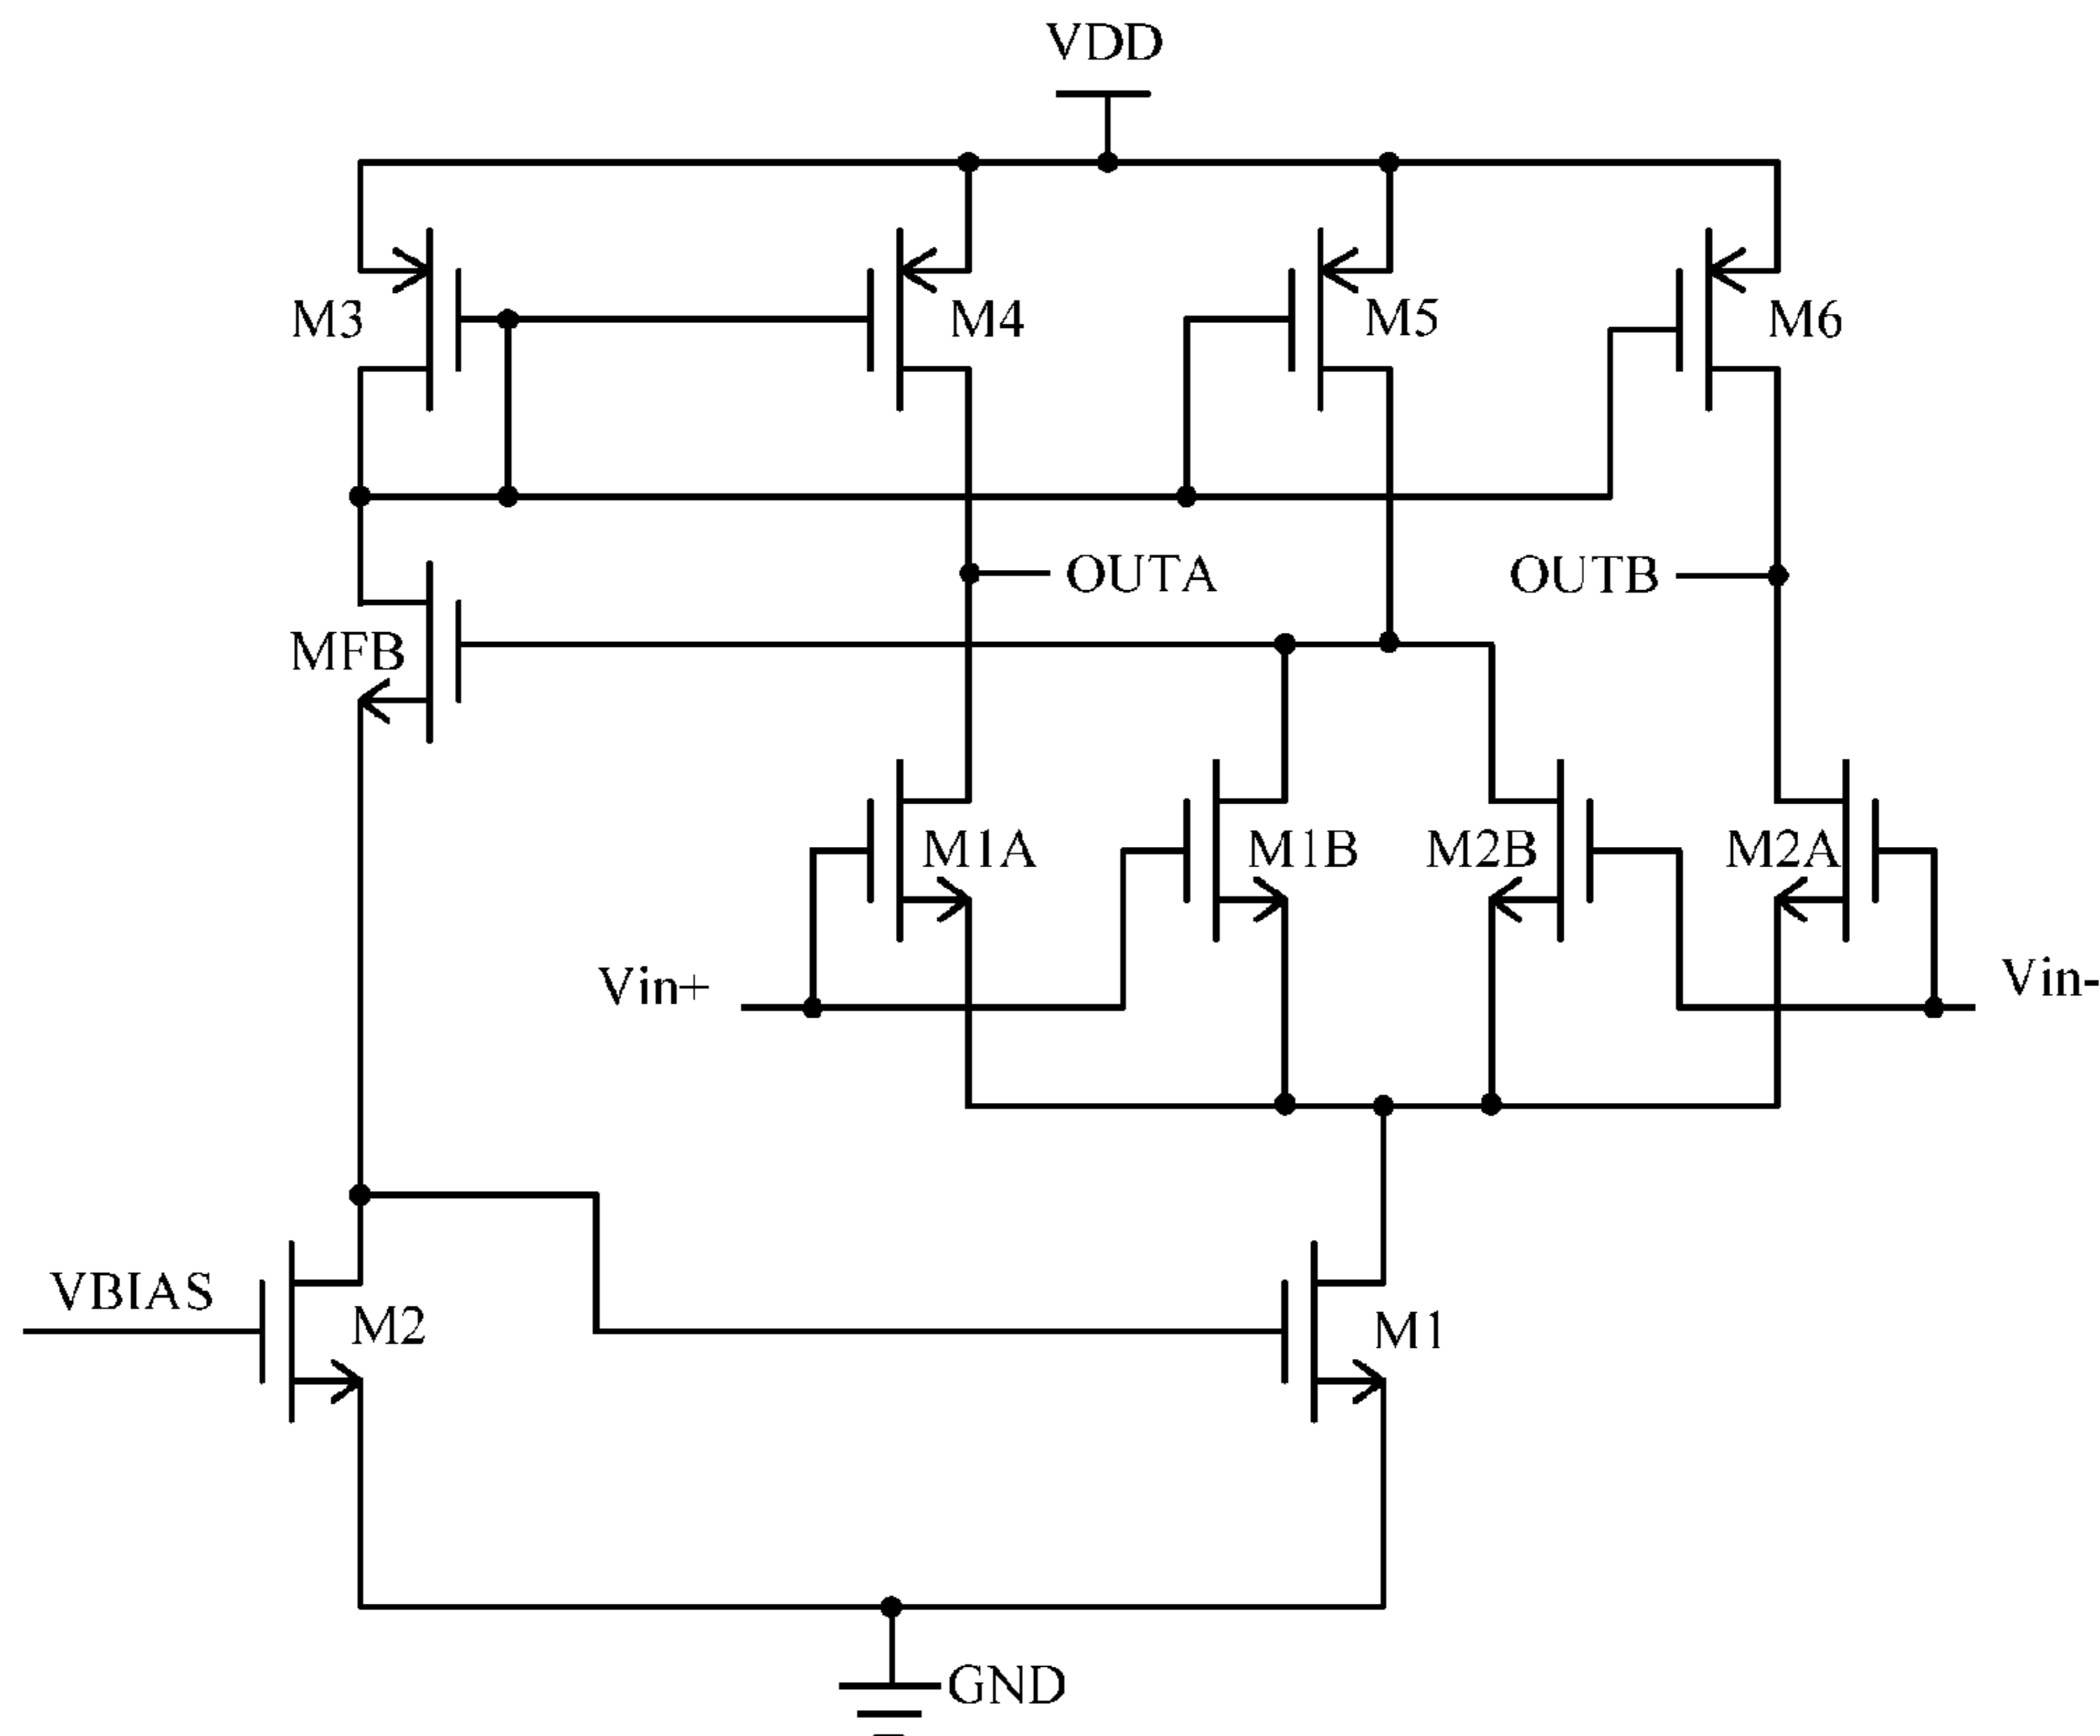 VDD
M3
M4
M5
M6
OUTA
OUTB
MFB
M1A
M1B
M2B
M2A
Vin+
Vin-
VBIAS
M2
M1
GND